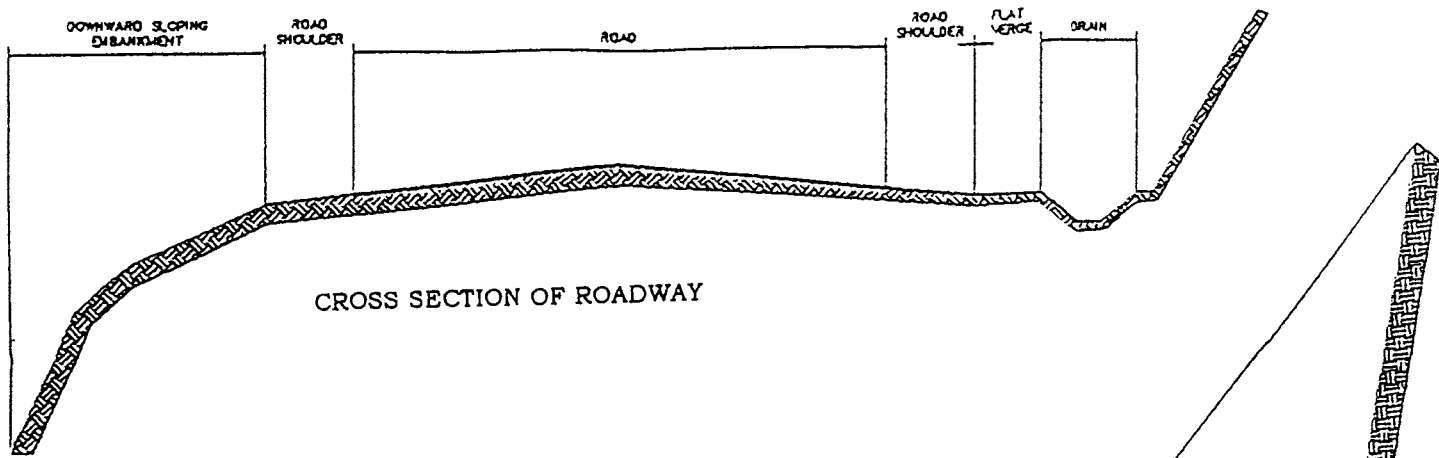 DOWNWARD SLOPING
EMBANKMENT
ROAD
SHOULDER
ROAD
ROAD
SHOULDER
FLAT
VERGE
DRAIN
CROSS SECTION OF ROADWAY